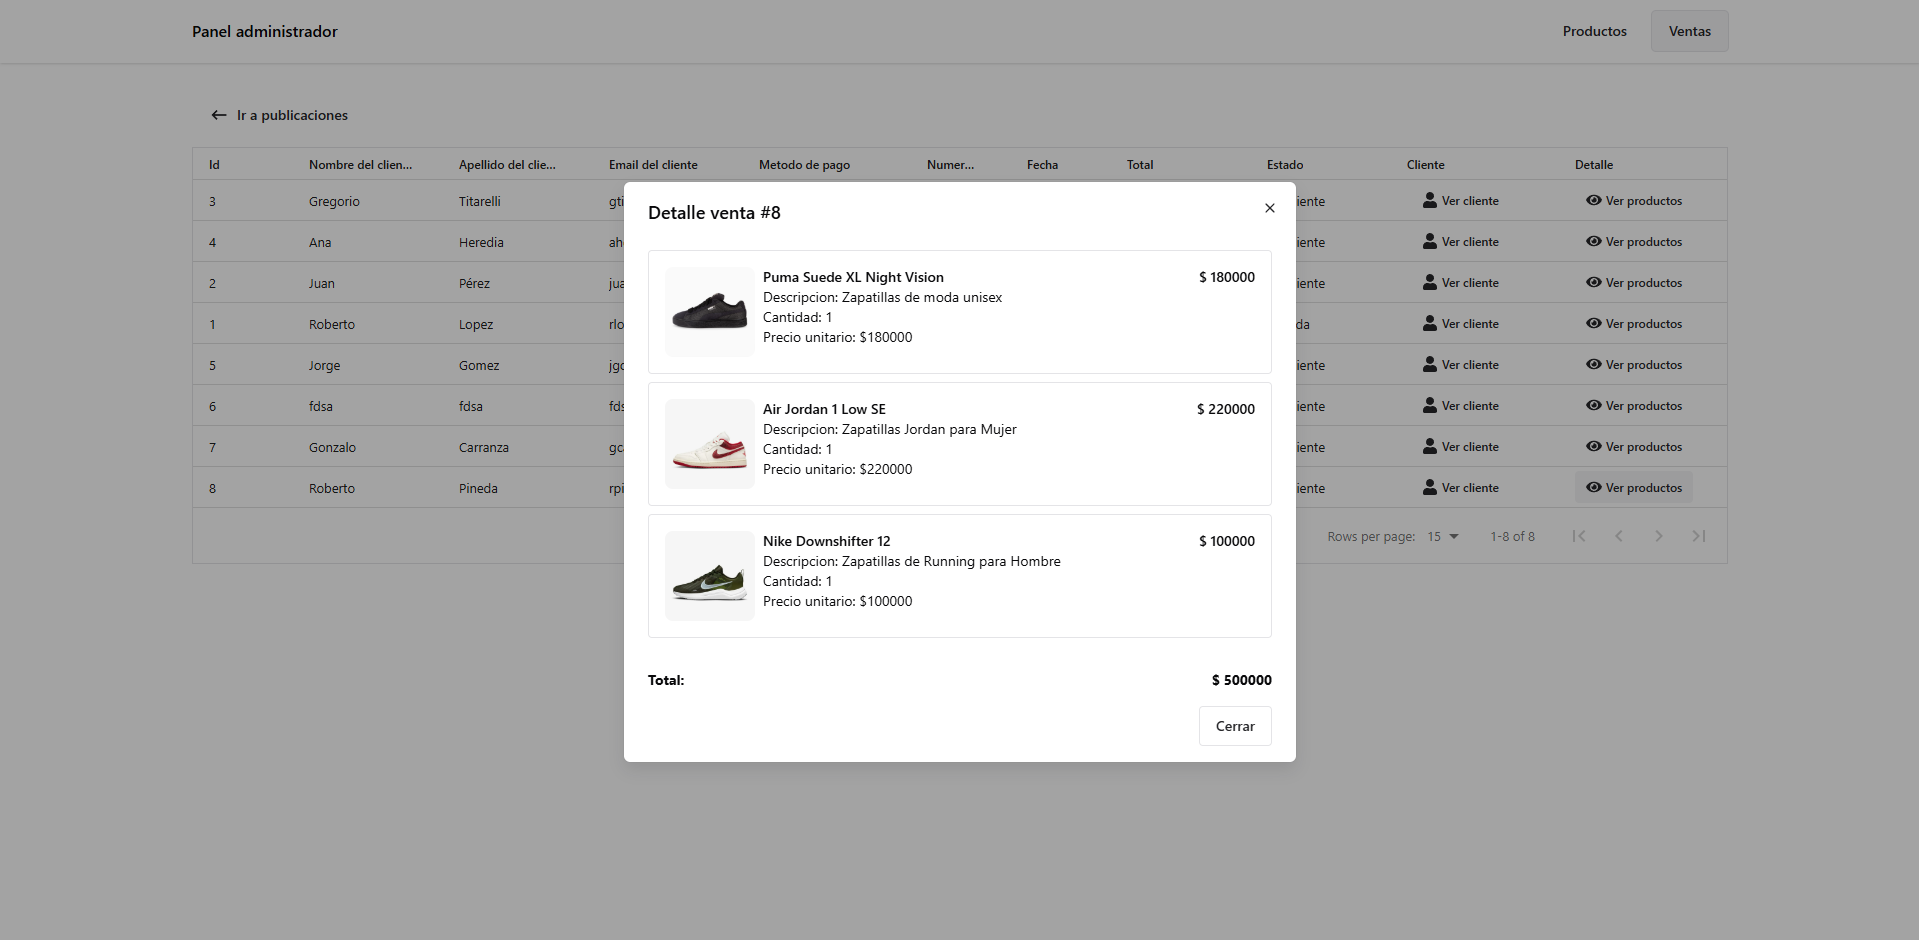 Panel administrador
Productos
Ventas
Ir a publicaciones
Id Nombre del clien... Apellido del clie... Email del cliente Metodo de pago Numer... Fecha Total Estado Cliente Detalle
3 Gregorio Titarelli gti iente Ver cliente Ver productos
4 Ana Heredia ah iente Ver cliente Ver productos
2 Juan Pérez jua iente Ver cliente Ver productos
1 Roberto Lopez rlo da Ver cliente Ver productos
5 Jorge Gomez jgo iente Ver cliente Ver productos
6 fdsa fdsa fds iente Ver cliente Ver productos
7 Gonzalo Carranza gc iente Ver cliente Ver productos
8 Roberto Pineda rpi iente Ver cliente Ver productos
Rows per page: 15 1-8 of 8
Detalle venta #8
Puma Suede XL Night Vision $ 180000
Descripcion: Zapatillas de moda unisex
Cantidad: 1
Precio unitario: $180000
Air Jordan 1 Low SE $ 220000
Descripcion: Zapatillas Jordan para Mujer
Cantidad: 1
Precio unitario: $220000
Nike Downshifter 12 $ 100000
Descripcion: Zapatillas de Running para Hombre
Cantidad: 1
Precio unitario: $100000
Total: $ 500000
Cerrar